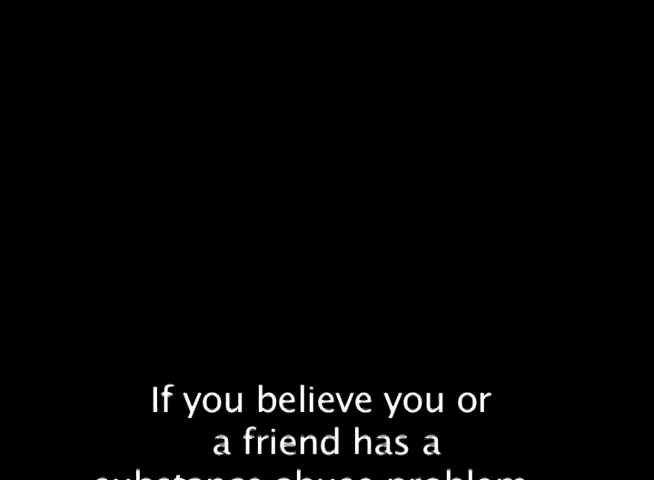 If you believe you or
a friend has a
substance abuse problem